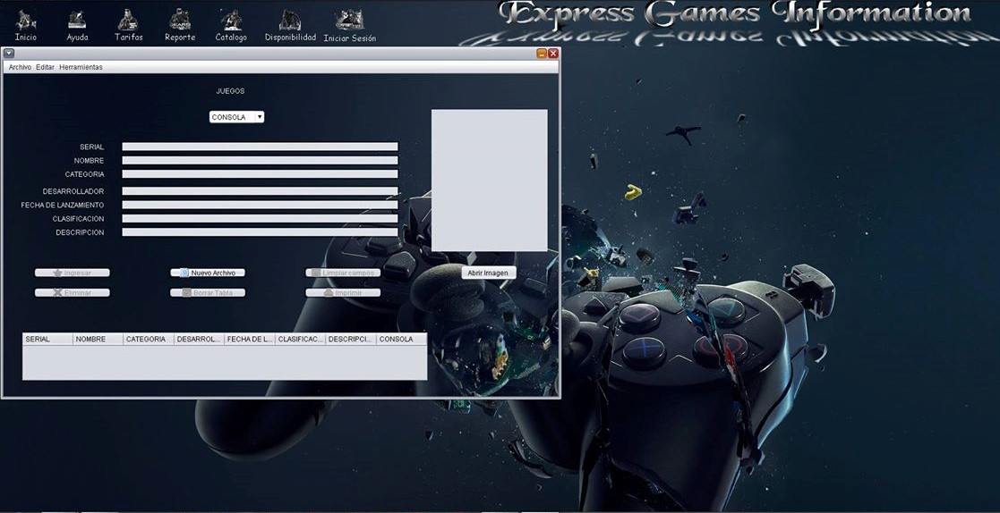 Express Games Information
Inicio Ayuda Tarifas Reporte Catalogo Disponibilidad Iniciar Sesión
Archivo Editar Herramientas
JUEGOS
CONSOLA
SERIAL
NOMBRE
CATEGORIA
DESARROLLADOR
FECHA DE LANZAMIENTO
CLASIFICACION
DESCRIPCION
Ingresar Nuevo Archivo Limpiar campos Abrir Imagen
Eliminar Borrar Tabla Imprimir
SERIAL NOMBRE CATEGORIA DESARROL... FECHA DE L... CLASIFICAC... DESCRIPCI... CONSOLA